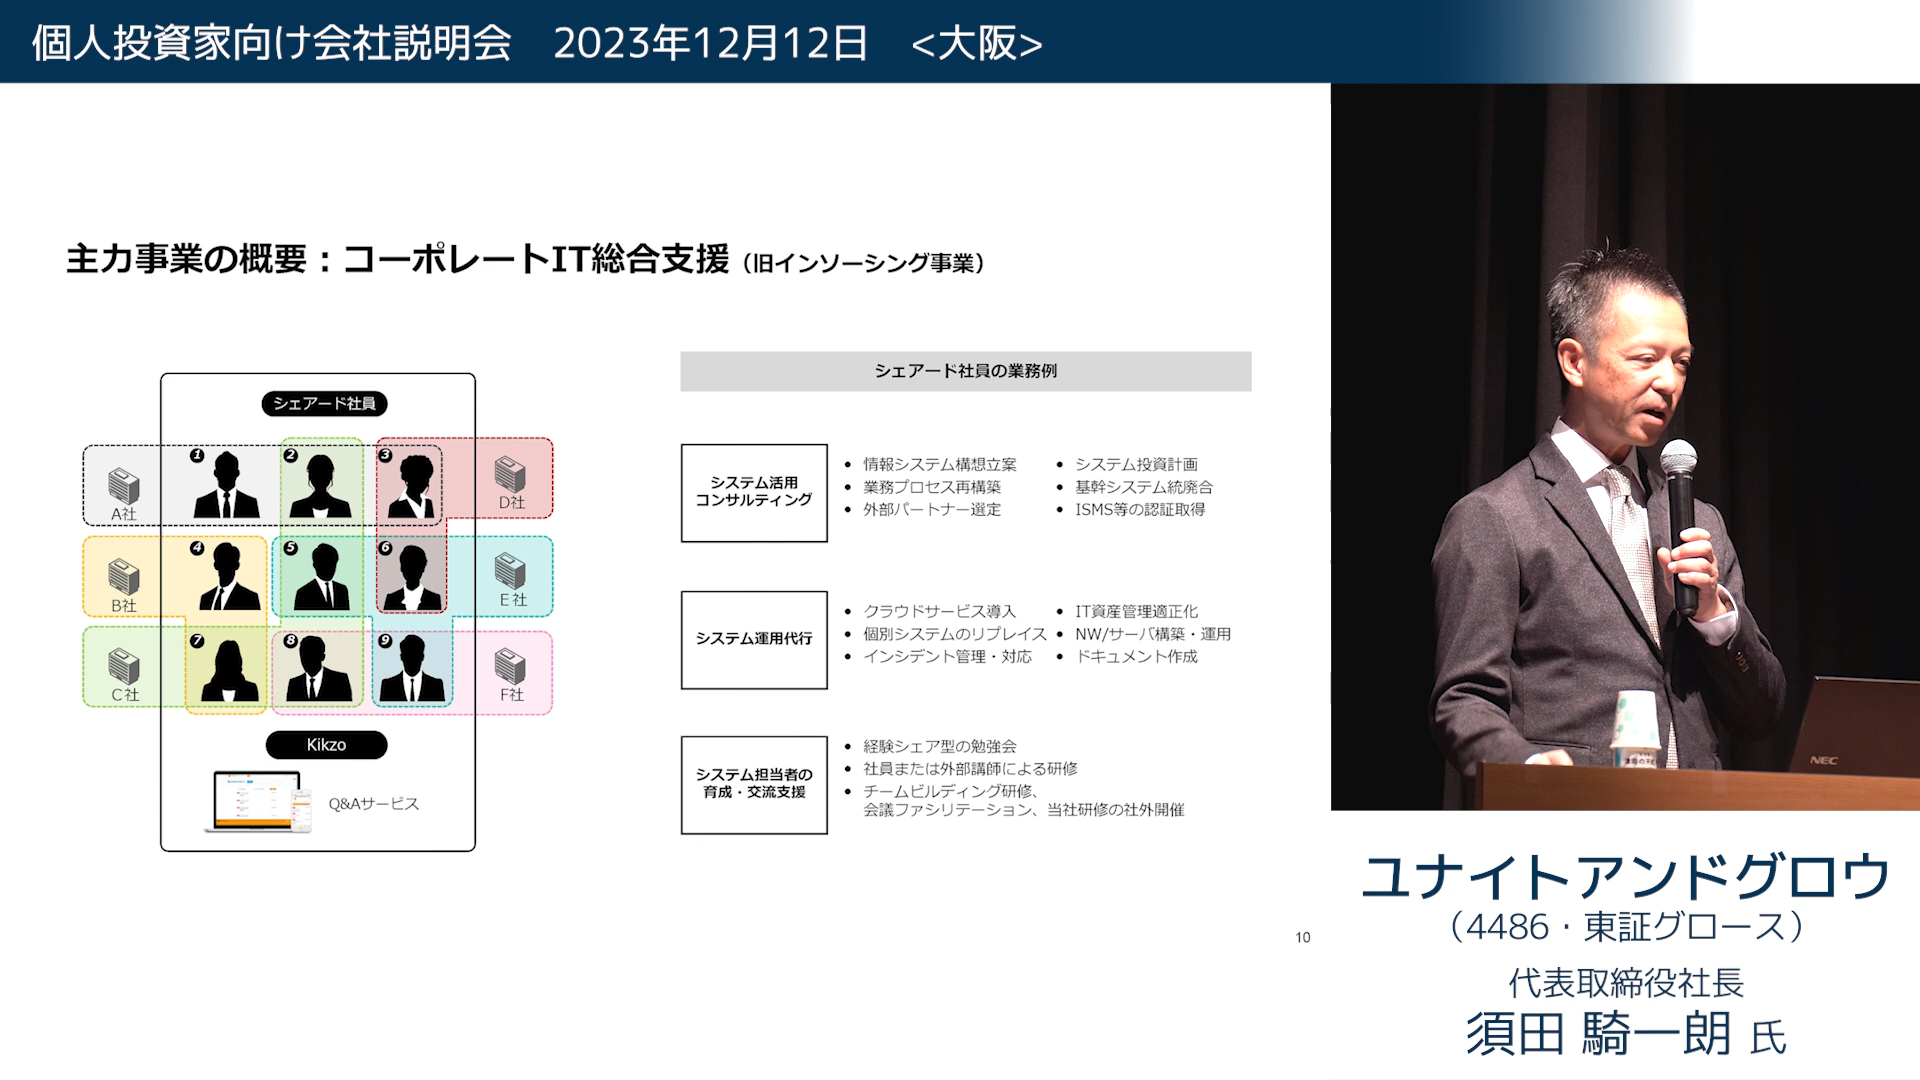 個人投資家向け会社説明会　2023年12月12日　<大阪>
主力事業の概要：コーポレートIT総合支援（旧インソーシング事業）
シェアード社員
1
2
3
A社
D社
4
5
6
B社
E社
7
8
9
C社
F社
Kikzo
Q&Aサービス
シェアード社員の業務例
システム活用
コンサルティング
• 情報システム構想立案
• 業務プロセス再構築
• 外部パートナー選定
• システム投資計画
• 基幹システム統廃合
• ISMS等の認証取得
システム運用代行
• クラウドサービス導入
• 個別システムのリプレイス
• インシデント管理・対応
• IT資産管理適正化
• NW/サーバ構築・運用
• ドキュメント作成
システム担当者の
育成・交流支援
• 経験シェア型の勉強会
• 社員または外部講師による研修
• チームビルディング研修、
会議ファシリテーション、当社研修の社外開催
10
NEC
ユナイトアンドグロウ
（4486・東証グロース）
代表取締役社長
須田 騎一朗 氏